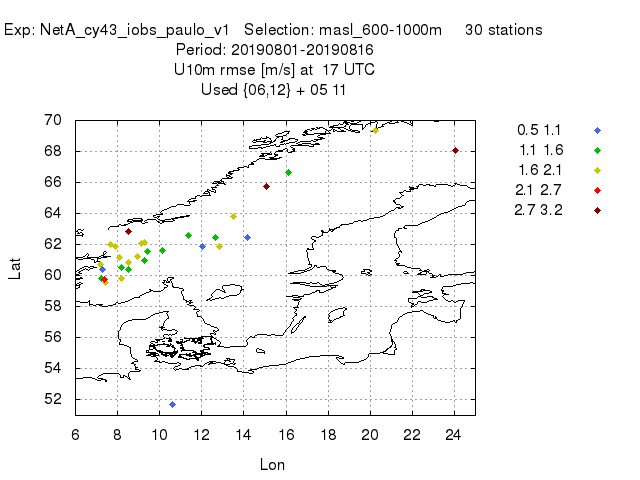 Exp: NetA_cy43_iobs_paulo_v1 Selection: masl_600-1000m 30 stations
Period: 20190801-20190816
U10m rmse [m/s] at 17 UTC
Used {06,12} + 05 11
70
68
66
64
62
60
58
56
54
52
Lat
6 8 10 12 14 16 18 20 22 24
Lon
0.5 1.1
1.1 1.6
1.6 2.1
2.1 2.7
2.7 3.2